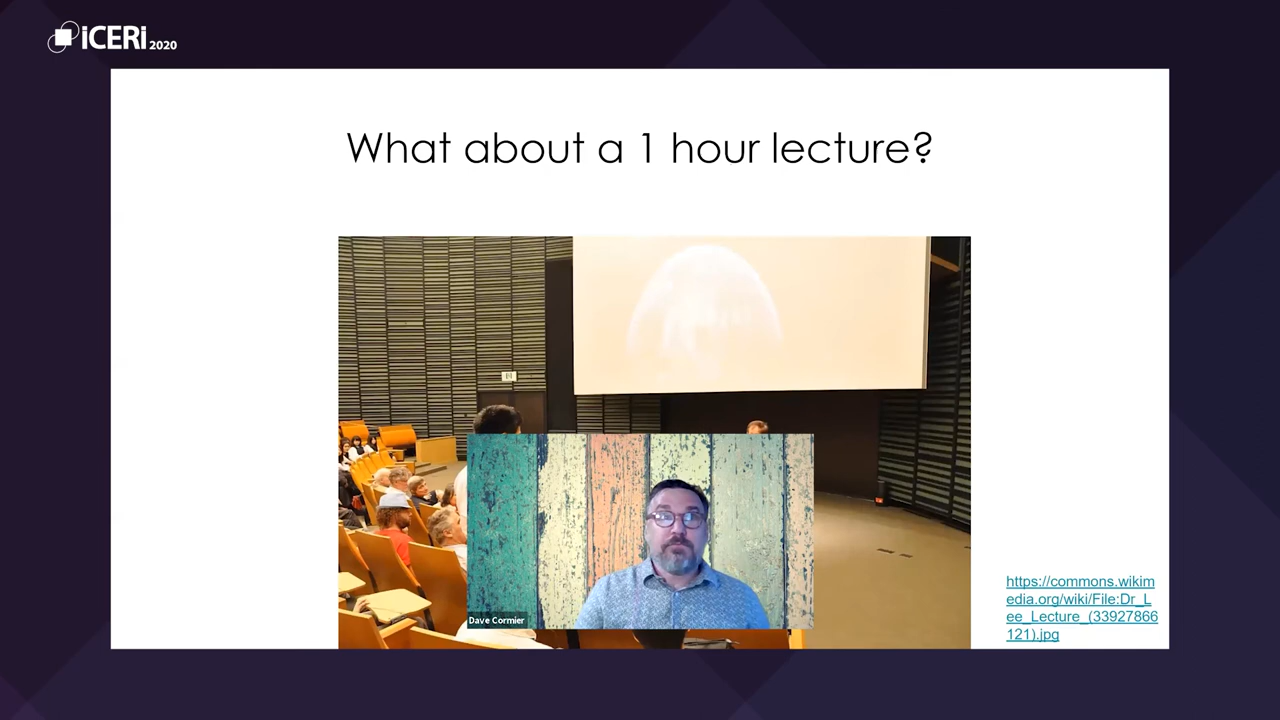 iCERi 2020
What about a 1 hour lecture?
Dave Cormier
https://commons.wikim
edia.org/wiki/File:Dr_L
ee_Lecture_(33927866
121).jpg